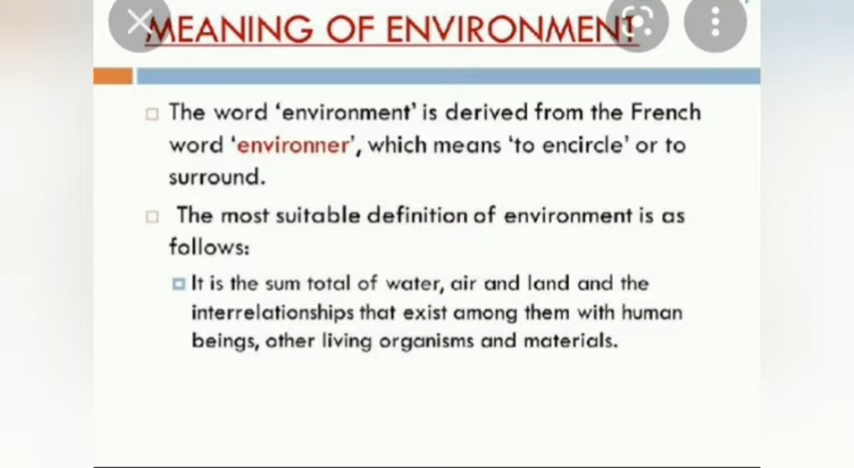 MEANING OF ENVIRONMENT
The word ‘environment’ is derived from the French
word ‘environner’, which means ‘to encircle’ or to
surround.
The most suitable definition of environment is as
follows:
It is the sum total of water, air and land and the
interrelationships that exist among them with human
beings, other living organisms and materials.